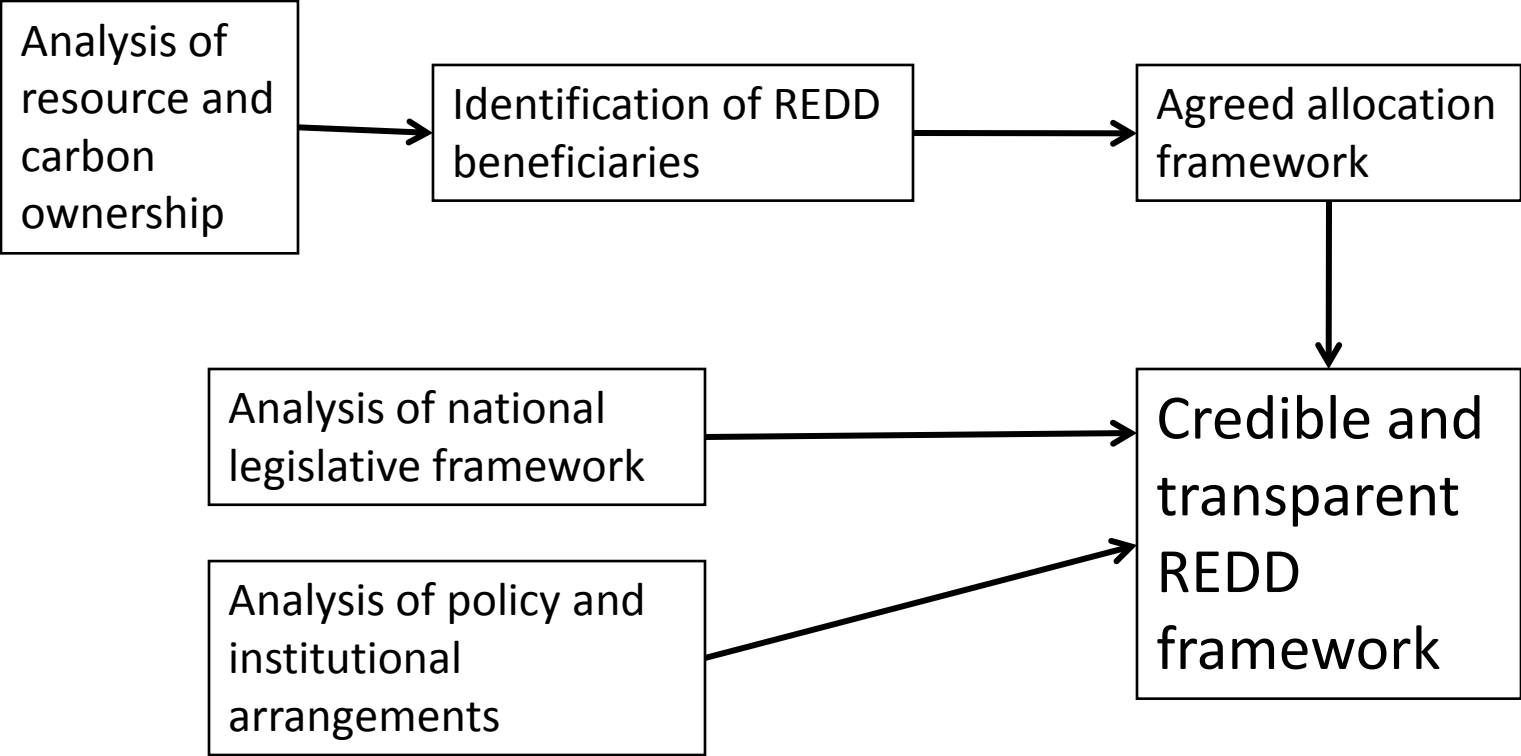 Analysis of
resource and
carbon
ownership
Identification of REDD
beneficiaries
Agreed allocation
framework
Analysis of national
legislative framework
Credible and
transparent
REDD
framework
Analysis of policy and
institutional
arrangements